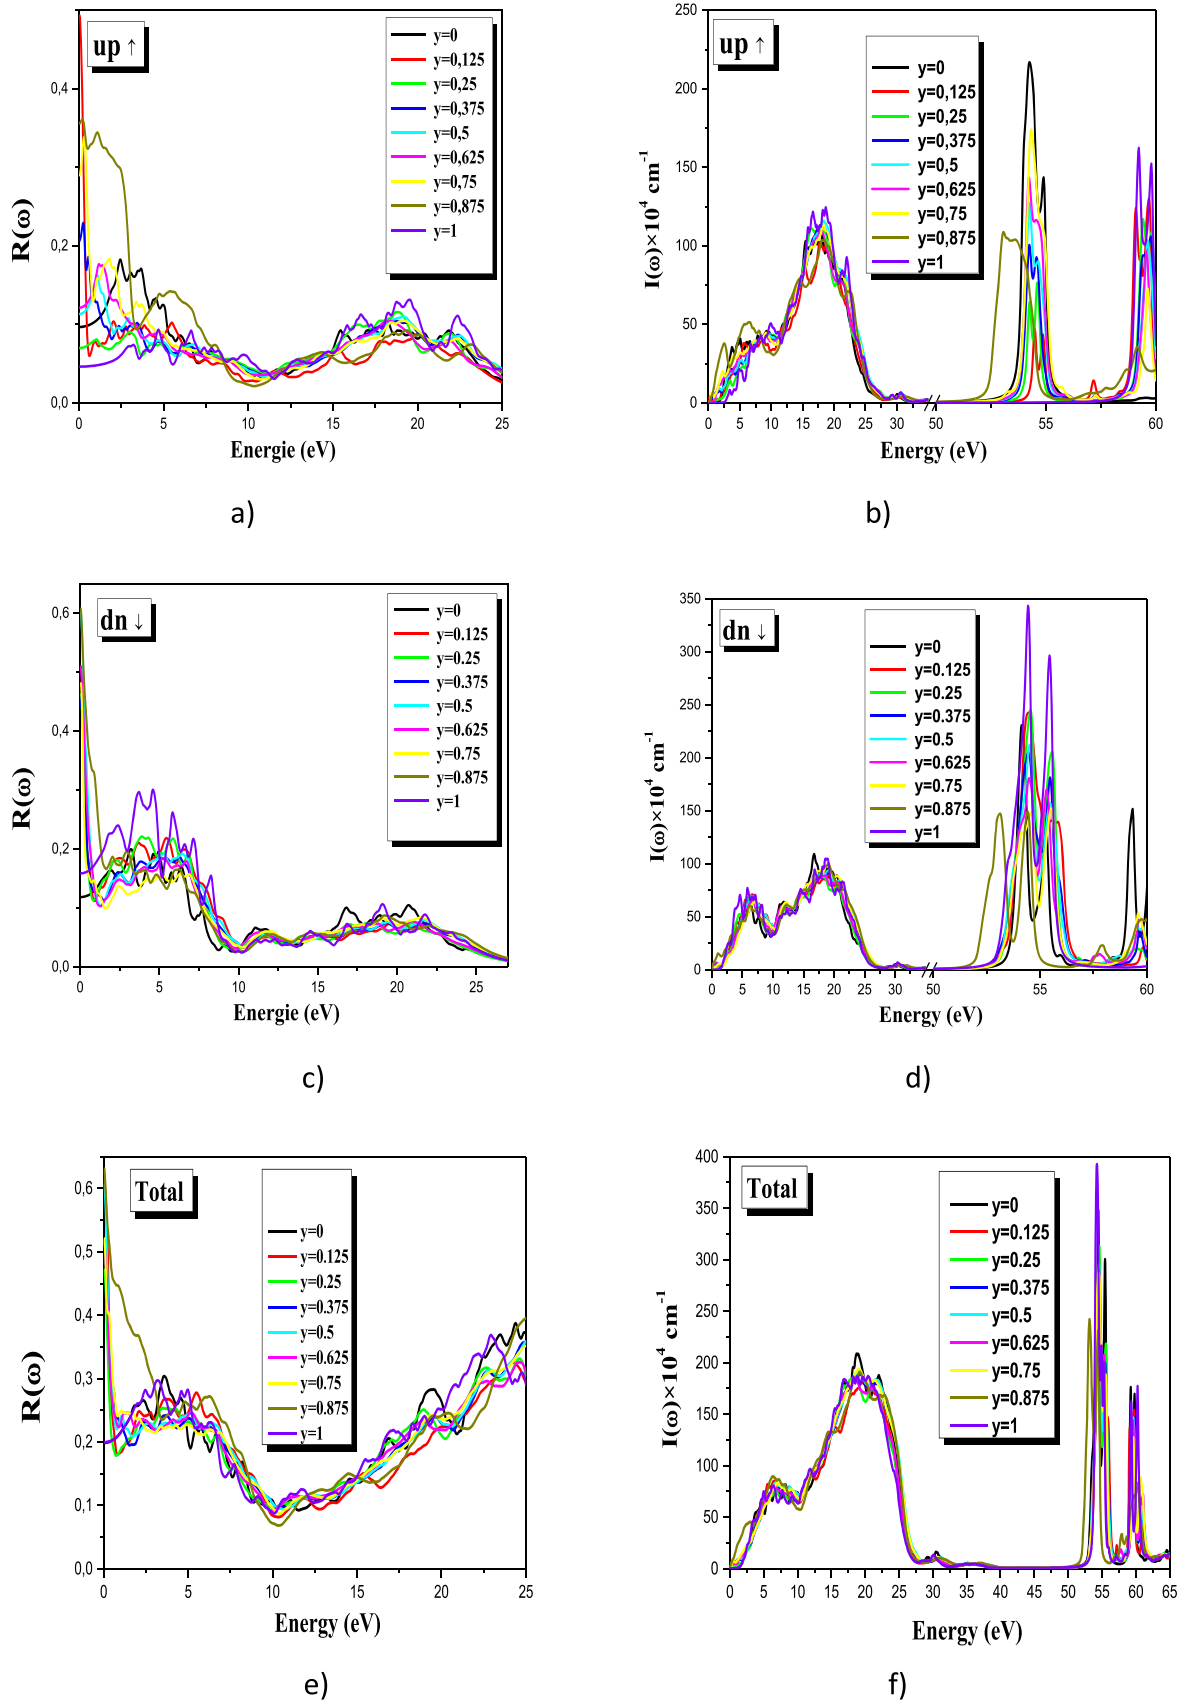 up ↑
y=0
y=0,125
y=0,25
y=0,375
y=0,5
y=0,625
y=0,75
y=0,875
y=1
R(ω)
0,4
0,2
0,0
0 5 10 15 20 25
Energie (eV)
a)
up ↑
y=0
y=0,125
y=0,25
y=0,375
y=0,5
y=0,625
y=0,75
y=0,875
y=1
I(ω)×10⁴ cm⁻¹
250
200
150
100
50
0
0 5 10 15 20 25 30 50 55 60
Energy (eV)
b)
dn ↓
y=0
y=0.125
y=0.25
y=0.375
y=0.5
y=0.625
y=0.75
y=0.875
y=1
R(ω)
0,6
0,4
0,2
0,0
0 5 10 15 20 25
Energie (eV)
c)
dn ↓
y=0
y=0.125
y=0.25
y=0.375
y=0.5
y=0.625
y=0.75
y=0.875
y=1
I(ω)×10⁴ cm⁻¹
350
300
250
200
150
100
50
0
0 5 10 15 20 25 30 50 55 60
Energy (eV)
d)
Total
y=0
y=0.125
y=0.25
y=0.375
y=0.5
y=0.625
y=0.75
y=0.875
y=1
R(ω)
0,6
0,5
0,4
0,3
0,2
0,1
0,0
0 5 10 15 20 25
Energy (eV)
e)
Total
y=0
y=0.125
y=0.25
y=0.375
y=0.5
y=0.625
y=0.75
y=0.875
y=1
I(ω)×10⁴ cm⁻¹
400
350
300
250
200
150
100
50
0
0 5 10 15 20 25 30 35 40 45 50 55 60 65
Energy (eV)
f)